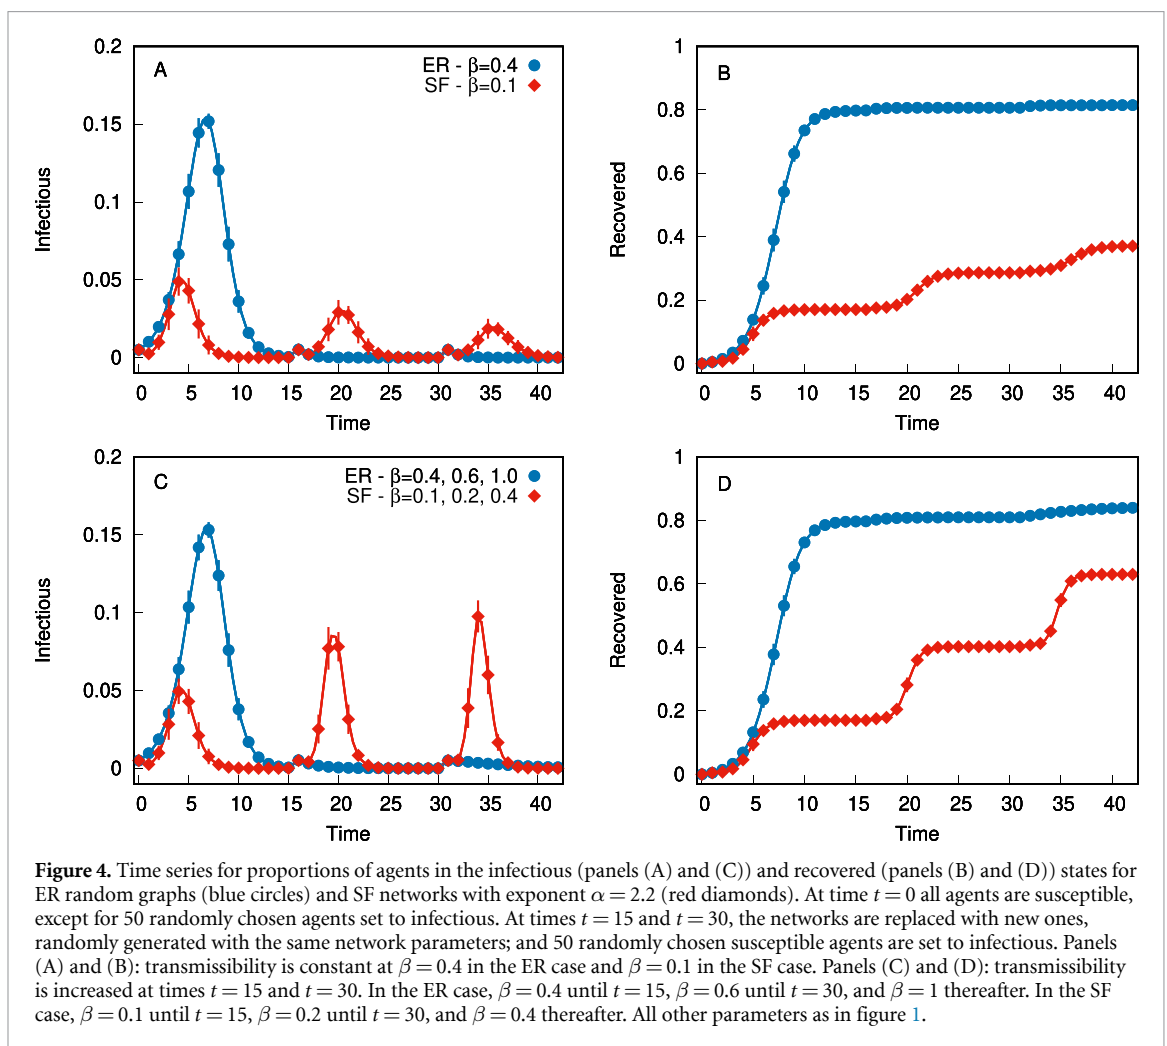 A
ER - β=0.4
SF - β=0.1
0.2
0.15
0.1
0.05
0
Infectious
0 5 10 15 20 25 30 35 40
Time
B
1
0.8
0.6
0.4
0.2
0
Recovered
0 5 10 15 20 25 30 35 40
Time
C
ER - β=0.4, 0.6, 1.0
SF - β=0.1, 0.2, 0.4
0.2
0.15
0.1
0.05
0
Infectious
0 5 10 15 20 25 30 35 40
Time
D
1
0.8
0.6
0.4
0.2
0
Recovered
0 5 10 15 20 25 30 35 40
Time
Figure 4. Time series for proportions of agents in the infectious (panels (A) and (C)) and recovered (panels (B) and (D)) states for
ER random graphs (blue circles) and SF networks with exponent α = 2.2 (red diamonds). At time t = 0 all agents are susceptible,
except for 50 randomly chosen agents set to infectious. At times t = 15 and t = 30, the networks are replaced with new ones,
randomly generated with the same network parameters; and 50 randomly chosen susceptible agents are set to infectious. Panels
(A) and (B): transmissibility is constant at β = 0.4 in the ER case and β = 0.1 in the SF case. Panels (C) and (D): transmissibility
is increased at times t = 15 and t = 30. In the ER case, β = 0.4 until t = 15, β = 0.6 until t = 30, and β = 1 thereafter. In the SF
case, β = 0.1 until t = 15, β = 0.2 until t = 30, and β = 0.4 thereafter. All other parameters as in figure 1.